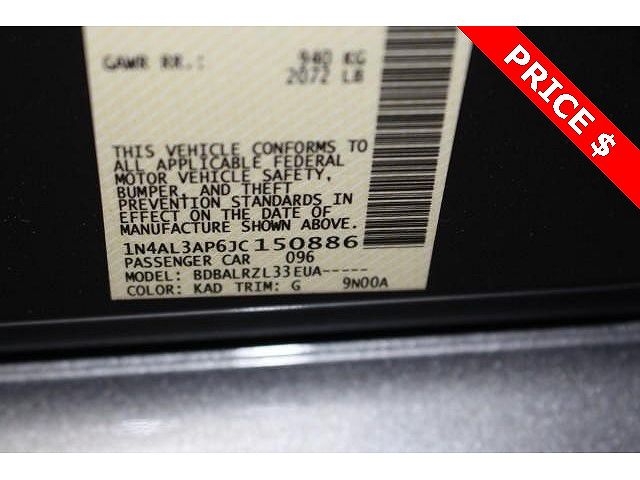 GAWR RR.: 940 KG
2072 LB
THIS VEHICLE CONFORMS TO
ALL APPLICABLE FEDERAL
MOTOR VEHICLE SAFETY,
BUMPER, AND THEFT
PREVENTION STANDARDS IN
EFFECT ON THE DATE OF
MANUFACTURE SHOWN ABOVE.
1N4AL3AP6JC150886
PASSENGER CAR 096
MODEL: BDBALRZL33EUA-----
COLOR: KAD TRIM: G 9N00A
PRICE $